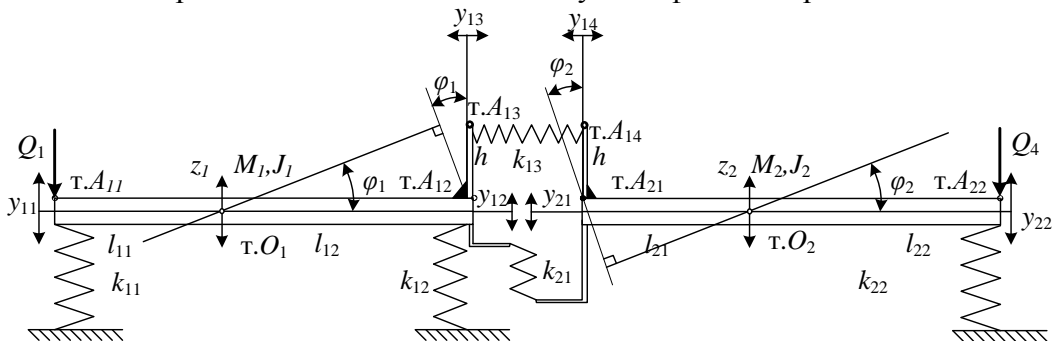 y₁₃
y₁₄
φ₁
φ₂
т.A₁₃
т.A₁₄
Q₁
z₁
M₁,J₁
h
k₁₃
h
z₂
M₂,J₂
Q₄
т.A₁₁
φ₁
т.A₁₂
т.A₂₁
φ₂
т.A₂₂
y₁₁
y₁₂
y₂₁
y₂₂
l₁₁
т.O₁
l₁₂
l₂₁
т.O₂
l₂₂
k₁₁
k₁₂
k₂₁
k₂₂